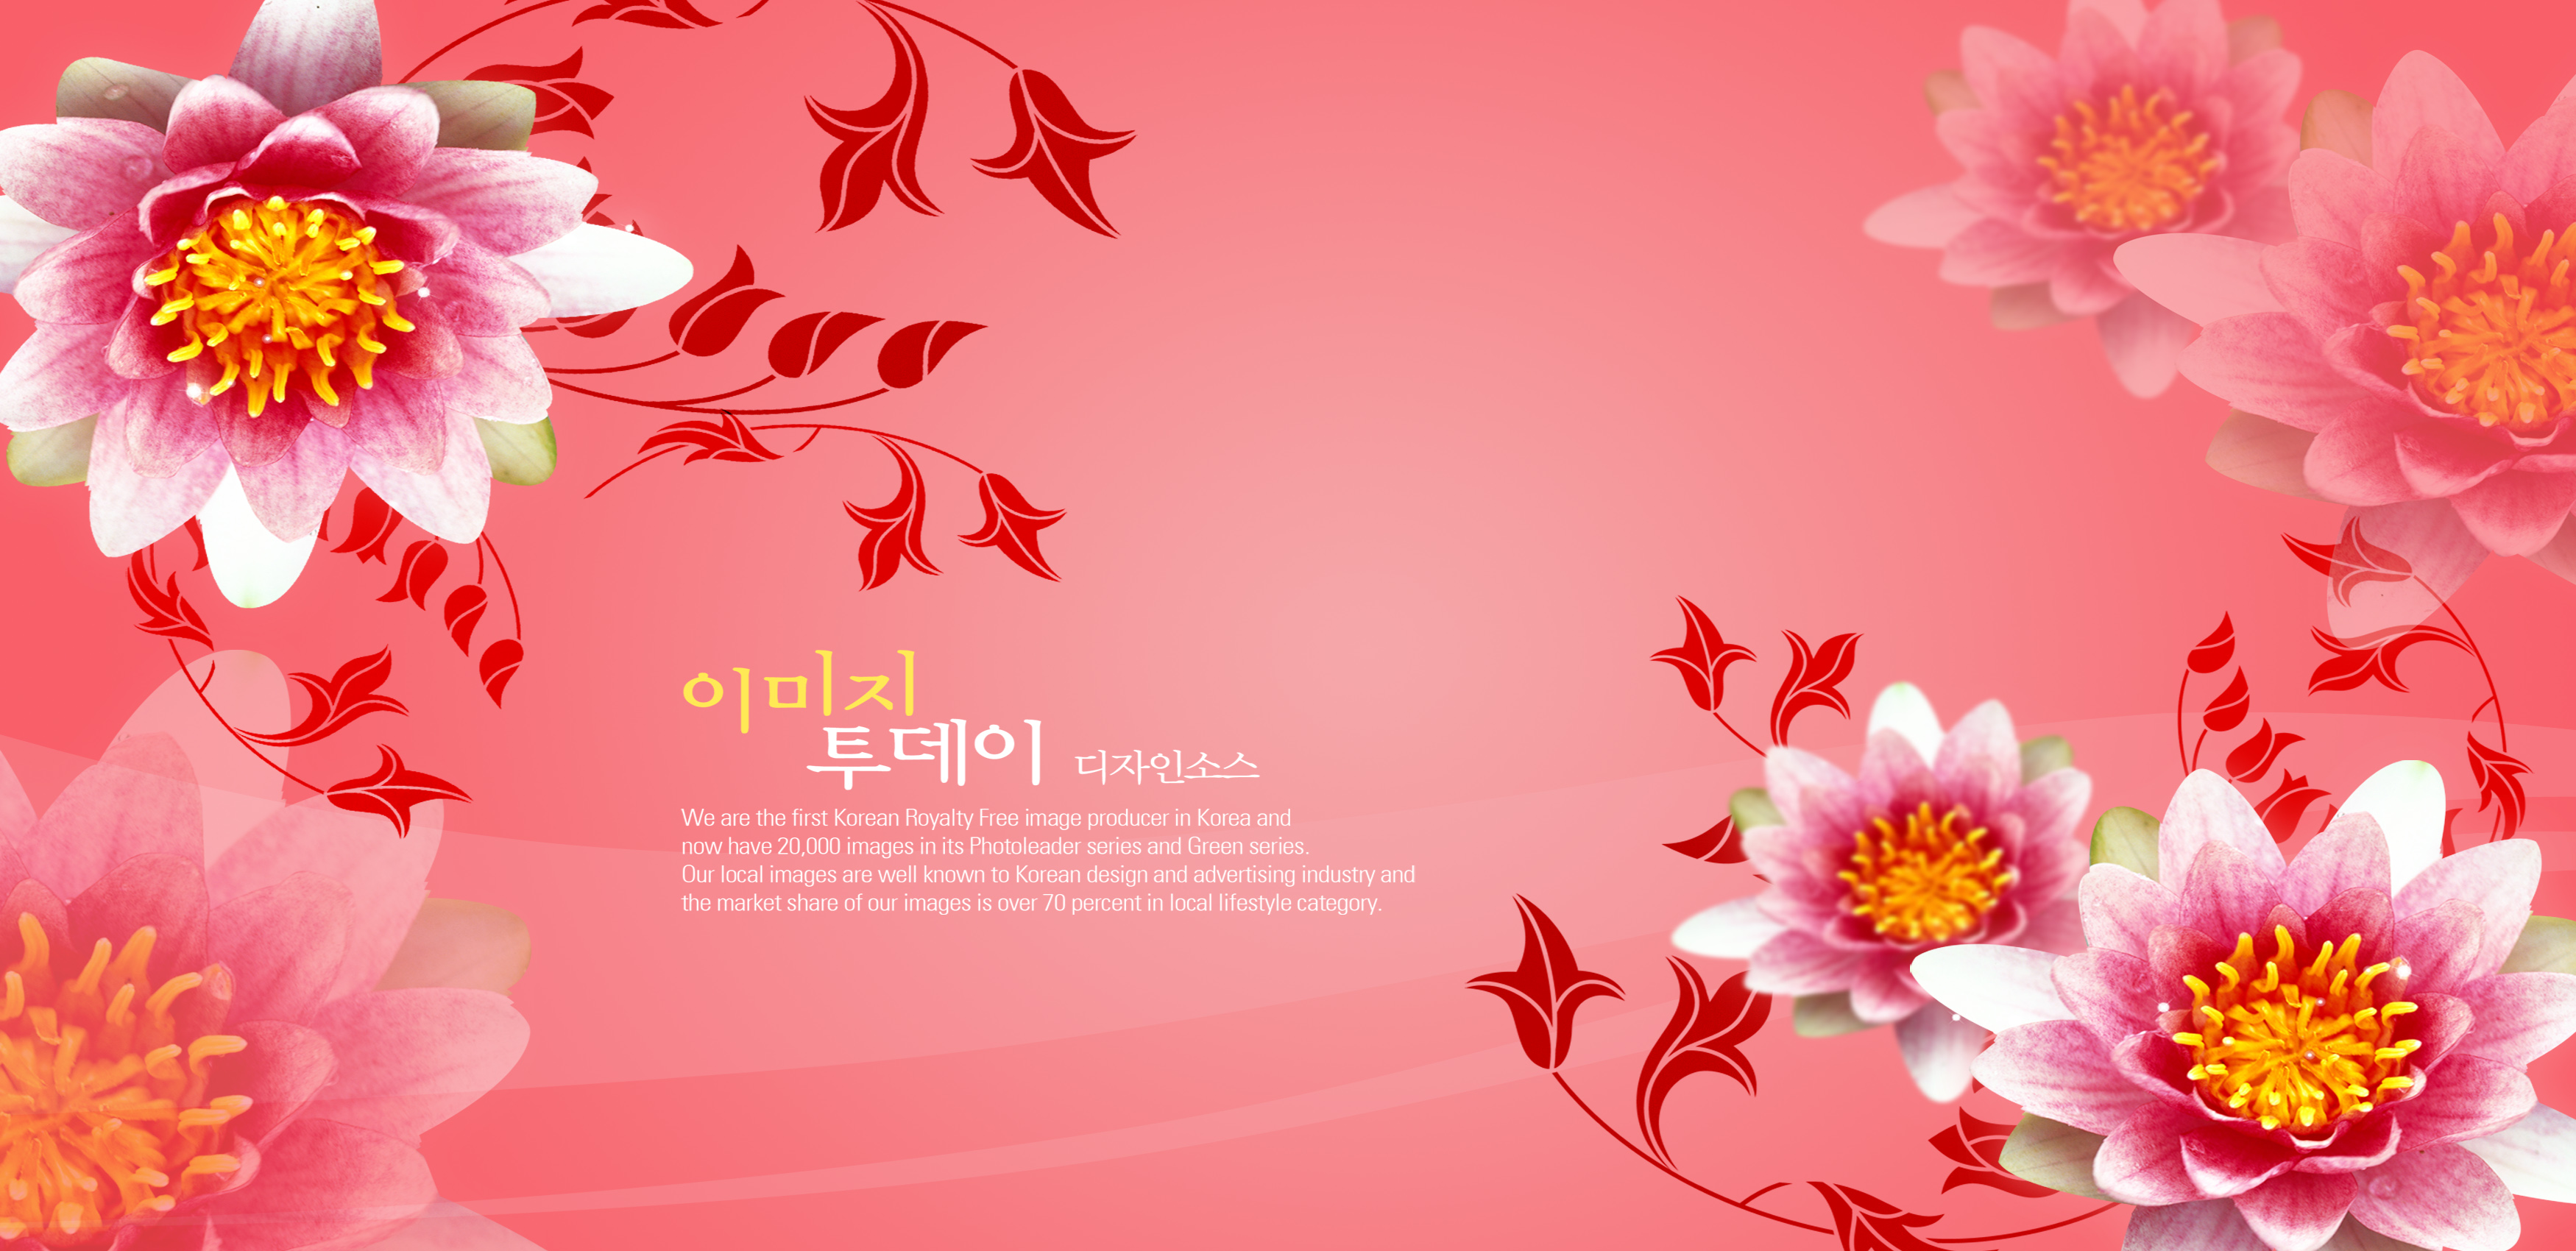 이미지
투데이 디자인소스
We are the first Korean Royalty Free image producer in Korea and
now have 20,000 images in its Photoleader series and Green series.
Our local images are well known to Korean design and advertising industry and
the market share of our images is over 70 percent in local lifestyle category.